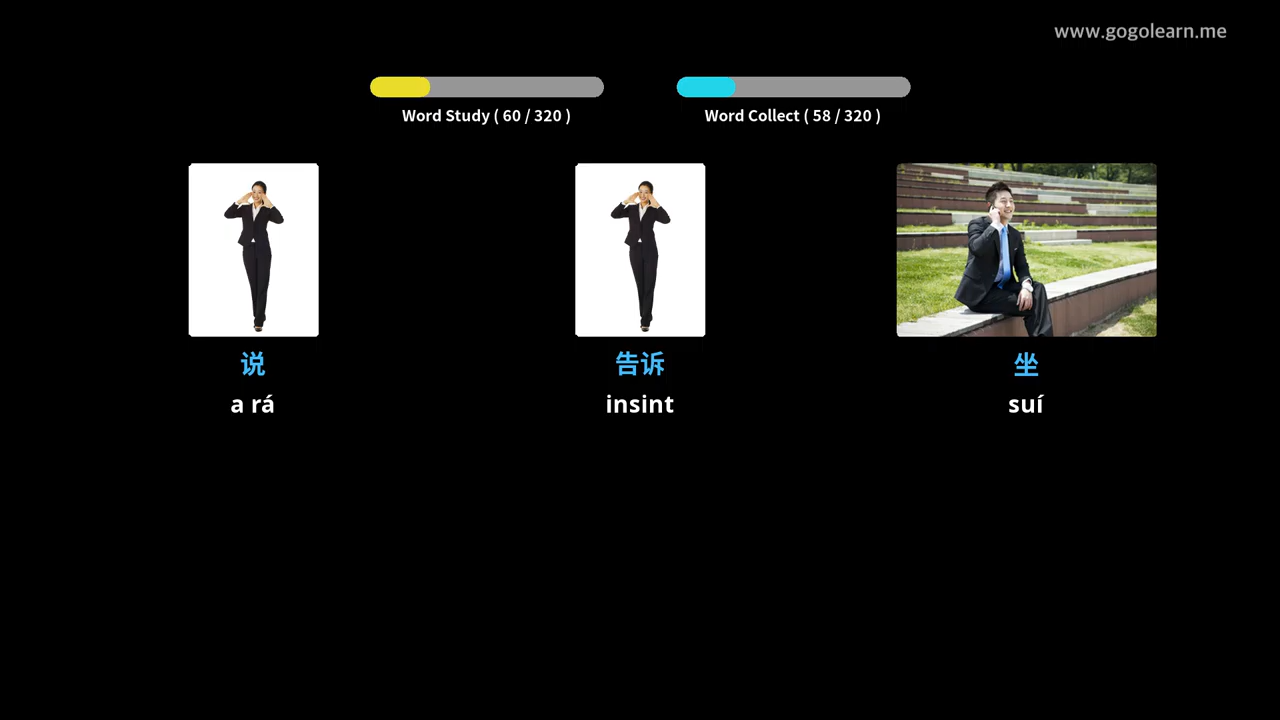 www.gogolearn.me
Word Study ( 60 / 320 )
Word Collect ( 58 / 320 )
说
告诉
坐
a rá
insint
suí